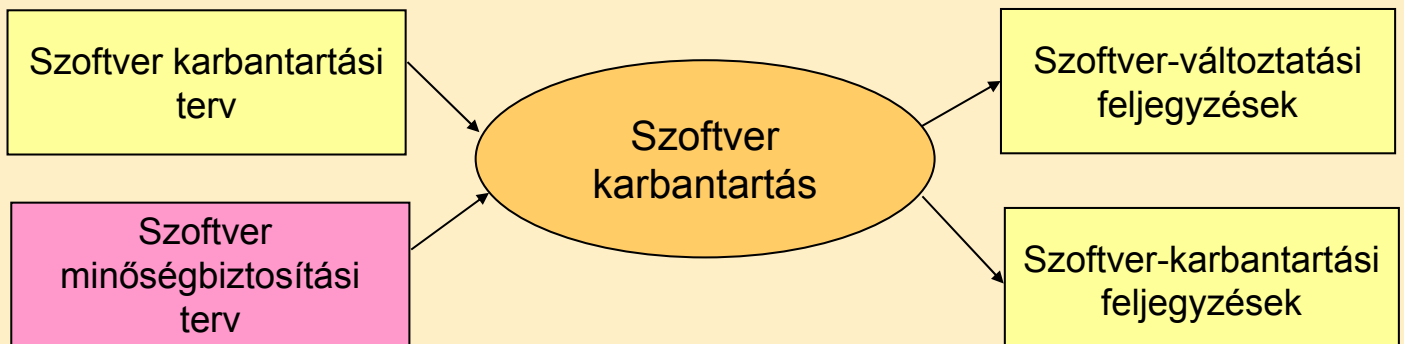 Szoftver karbantartási
terv
Szoftver
minőségbiztosítási
terv
Szoftver
karbantartás
Szoftver-változtatási
feljegyzések
Szoftver-karbantartási
feljegyzések